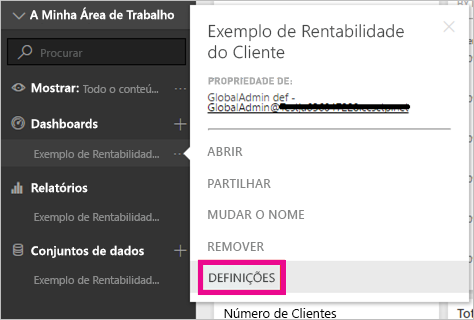 A Minha Área de Trabalho
Procurar
Mostrar: Todo o conteú...
Dashboards
Exemplo de Rentabilidad...
Relatórios
Exemplo de Rentabilidad...
Conjuntos de dados
Exemplo de Rentabilidad...
Exemplo de Rentabilidade
do Cliente
PROPRIEDADE DE:
GlobalAdmin def -
GlobalAdmin@
ABRIR
PARTILHAR
MUDAR O NOME
REMOVER
DEFINIÇÕES
Número de Clientes
Tot